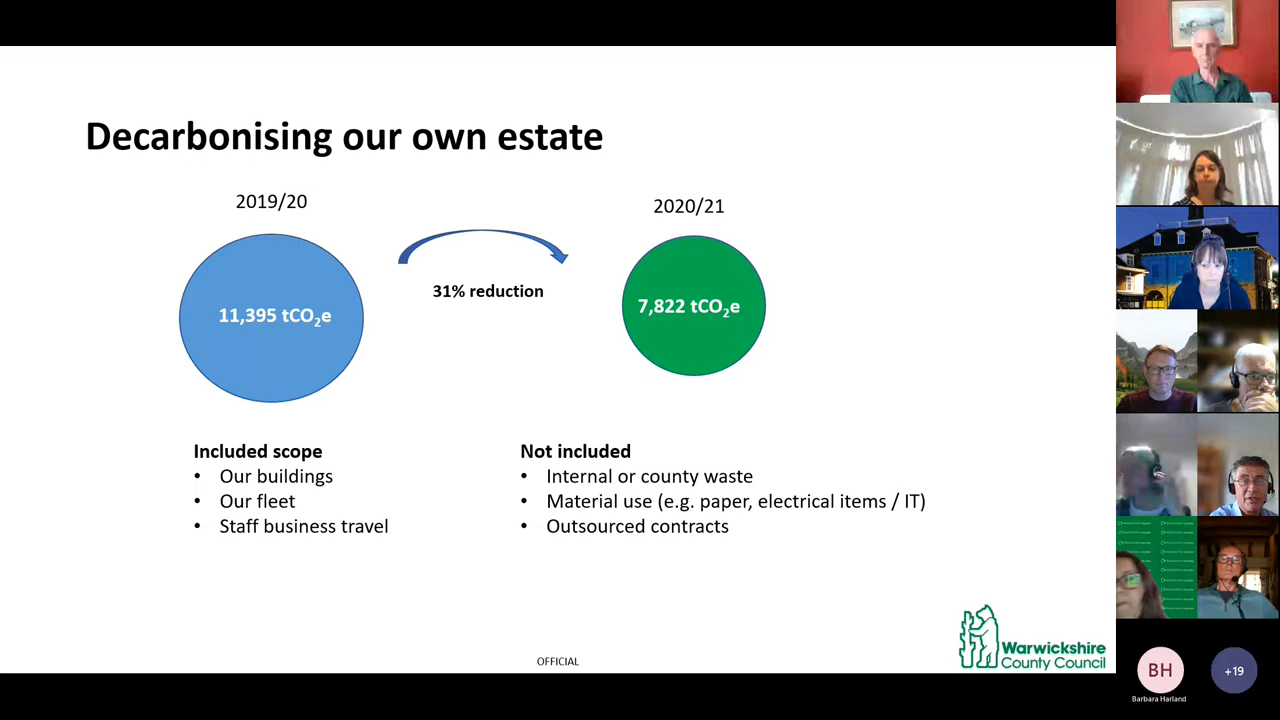 Decarbonising our own estate
2019/20
2020/21
11,395 tCO₂e
31% reduction
7,822 tCO₂e
Included scope
• Our buildings
• Our fleet
• Staff business travel
Not included
• Internal or county waste
• Material use (e.g. paper, electrical items / IT)
• Outsourced contracts
OFFICIAL
Warwickshire
County Council
BH
Barbara Harland
+19